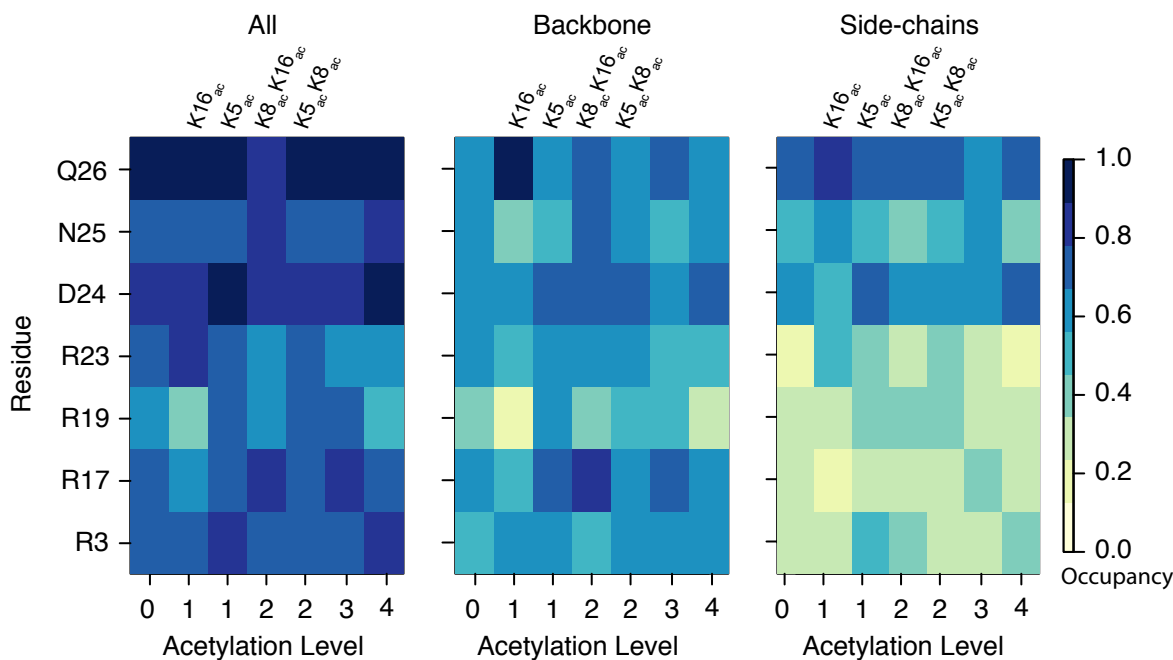 All Backbone Side-chains
K16ac K5ac K8ac K16ac K5ac K8ac K16ac K5ac K8ac K16ac K5ac K8ac K16ac K5ac K8ac K16ac K5ac K8ac
Residue
Q26
N25
D24
R23
R19
R17
R3
1.0
0.8
0.6
0.4
0.2
0.0
Occupancy
0 1 1 2 2 3 4 0 1 1 2 2 3 4 0 1 1 2 2 3 4
Acetylation Level Acetylation Level Acetylation Level